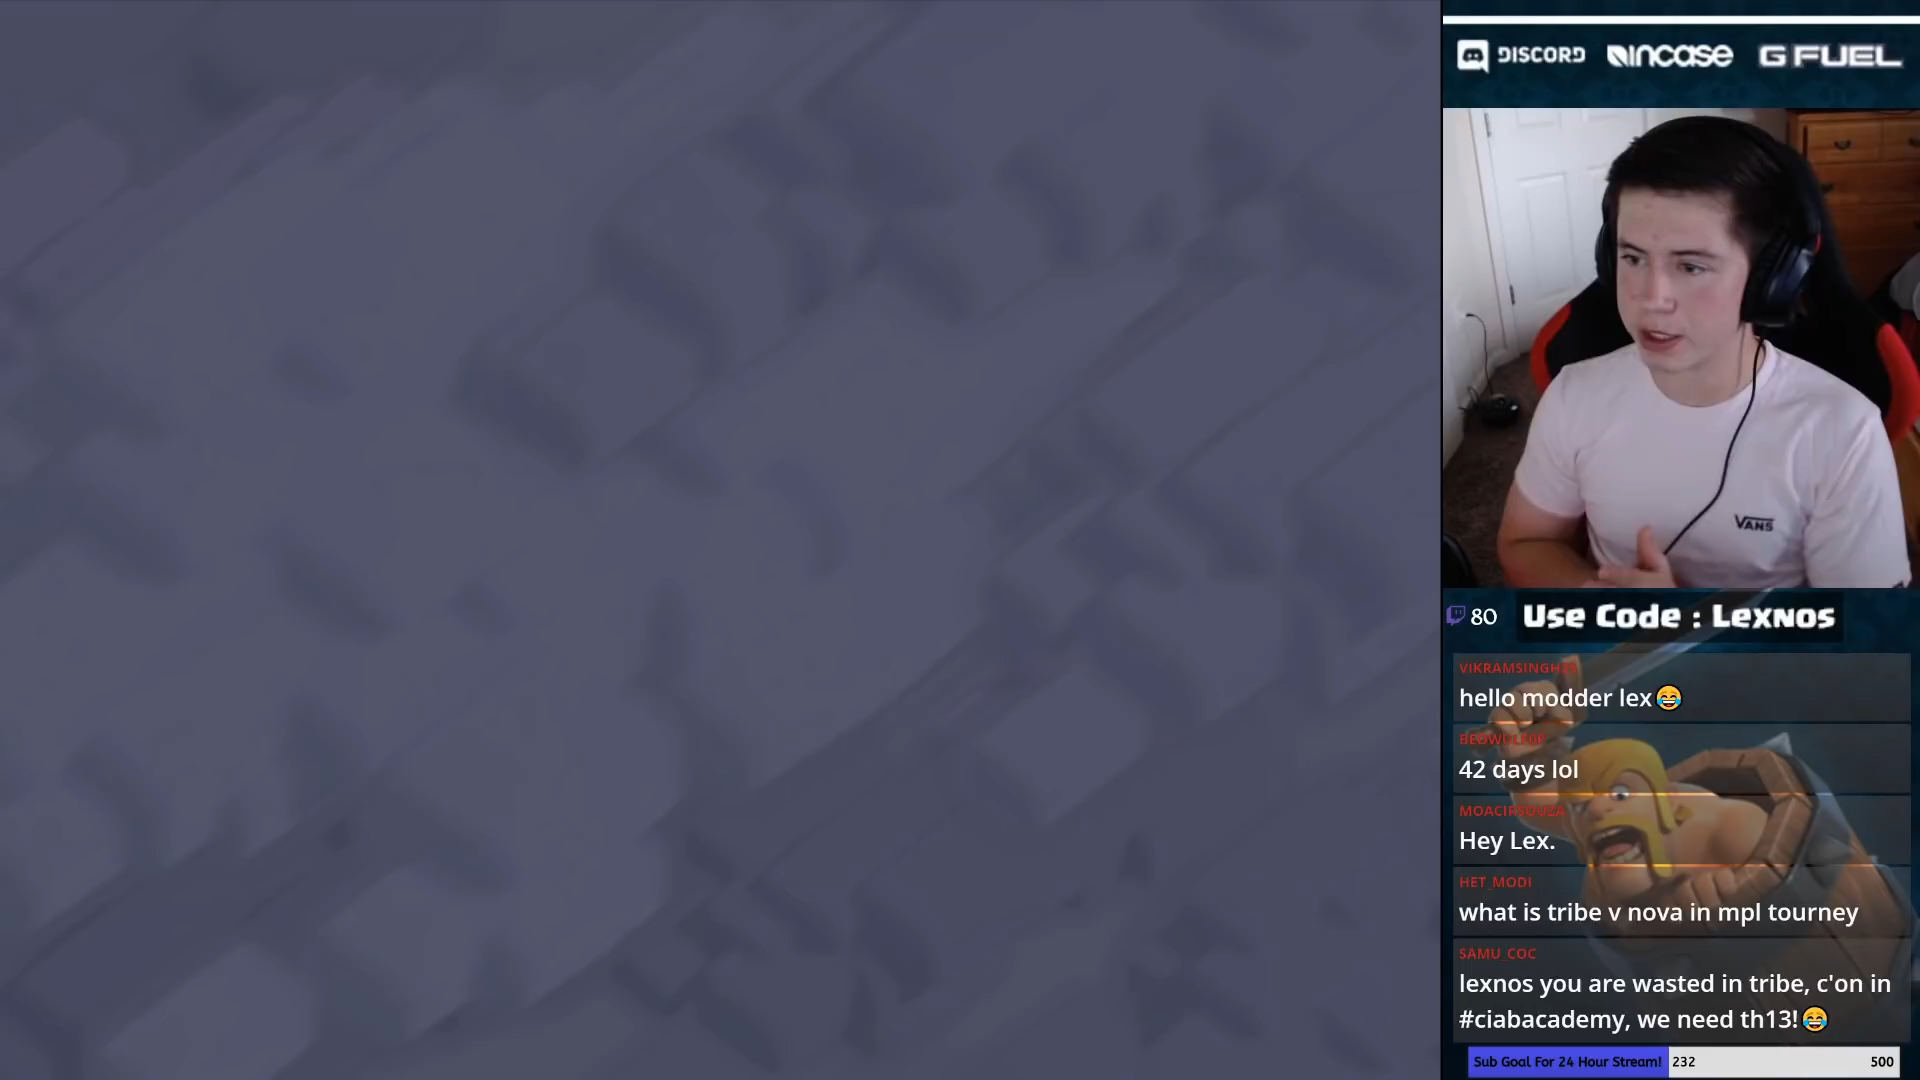 DISCORD incase G FUEL
VANS
80 Use Code : Lexnos
hello modder lex😂
42 days lol
MOACIRSOUZA
Hey Lex.
HET_MODI
what is tribe v nova in mpl tourney
SAMU_COC
lexnos you are wasted in tribe, c'on in
#ciabacademy, we need th13!😂
Sub Goal For 24 Hour Stream! 232 500